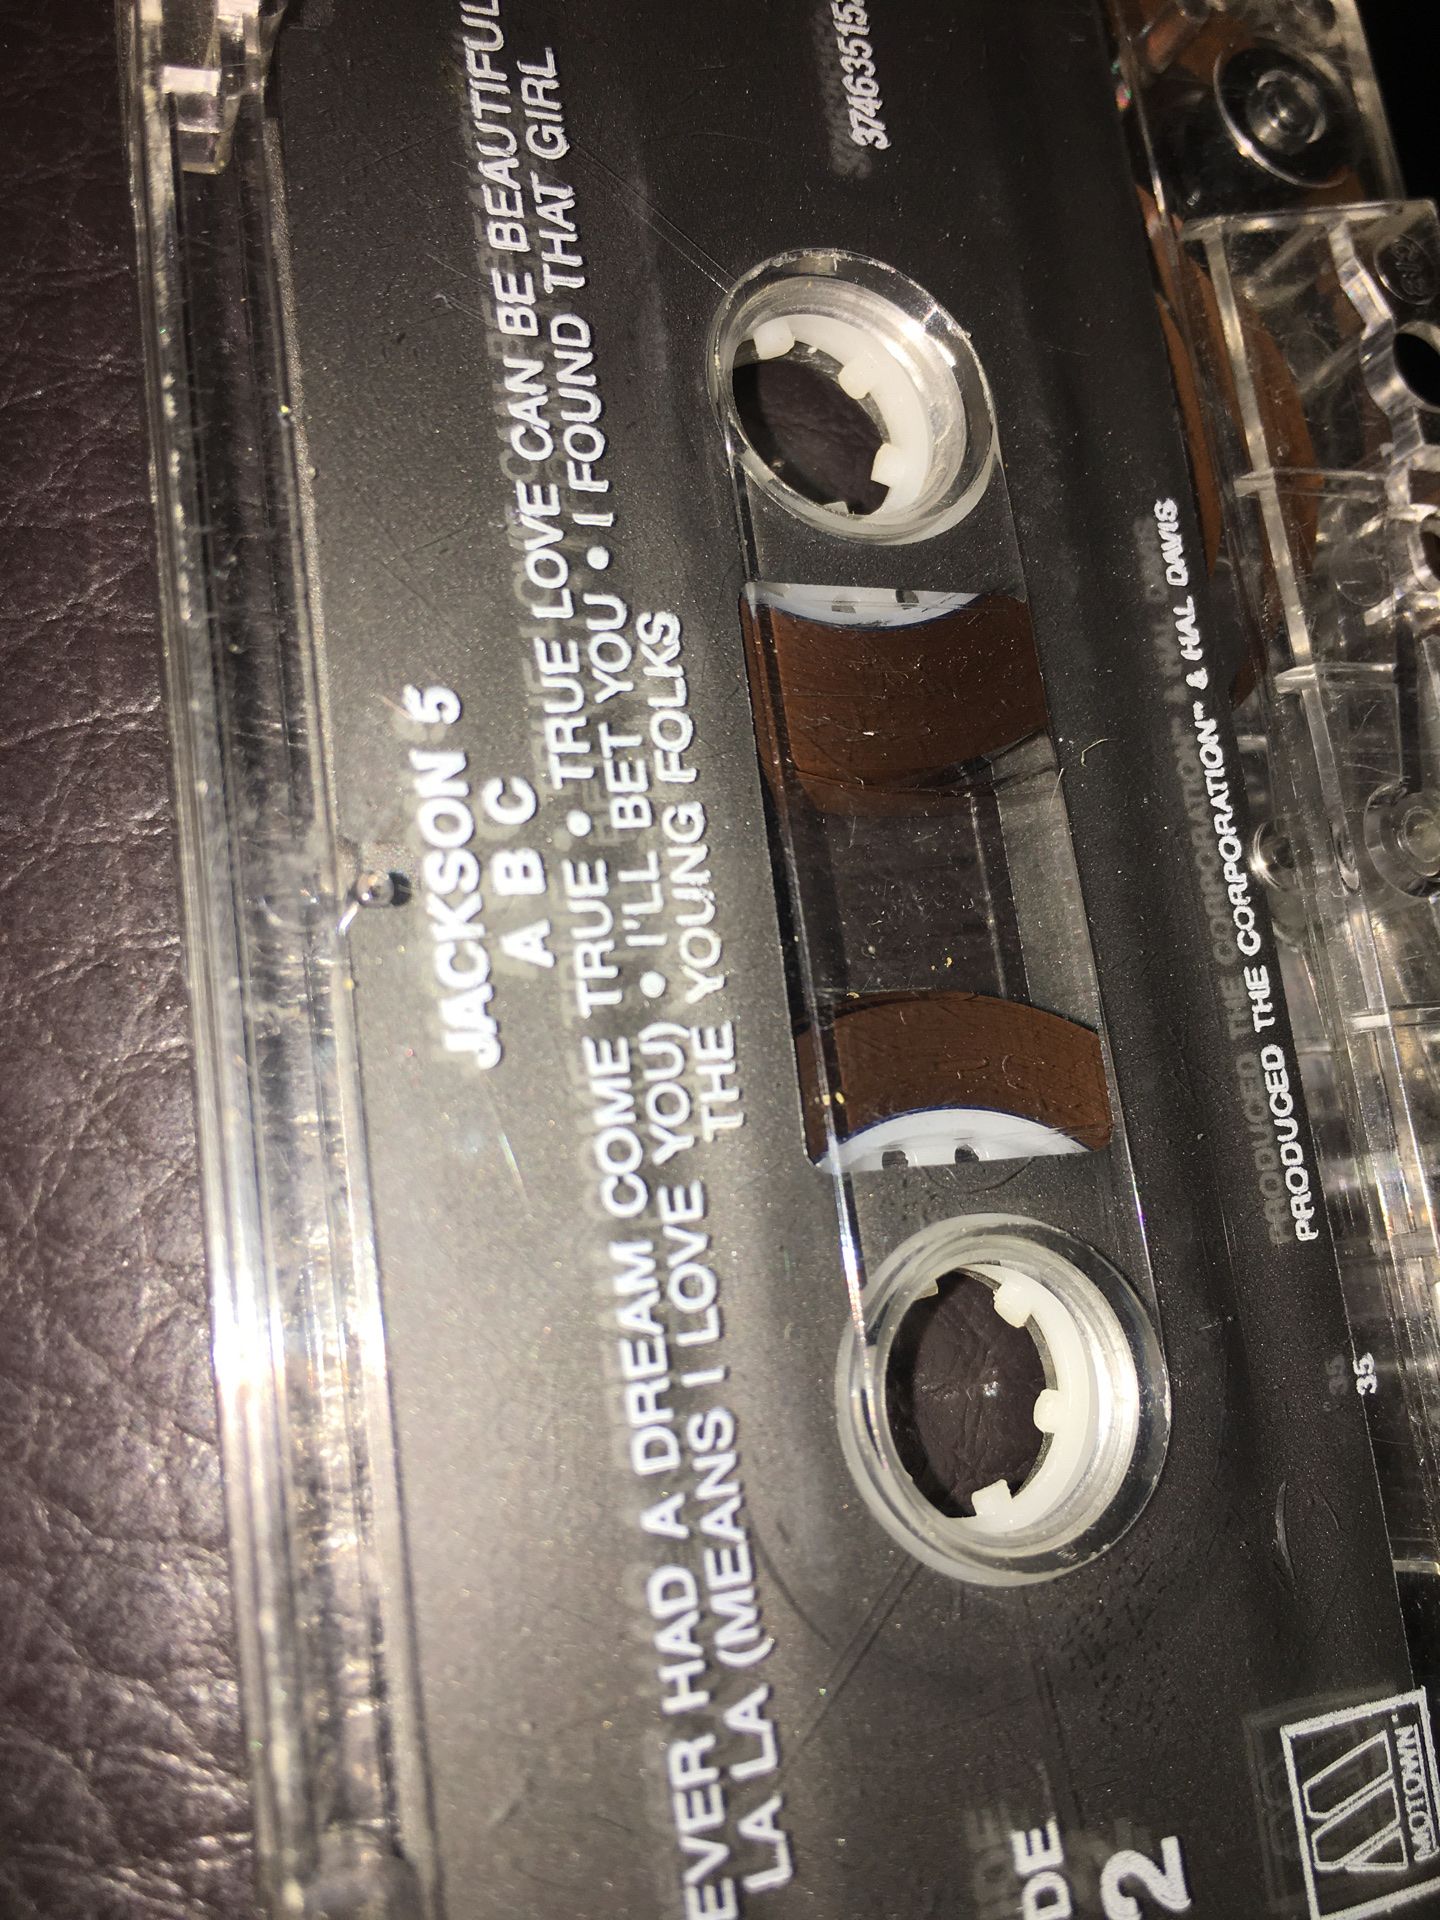 JACKSON 5
A B C
EVER HAD A DREAM COME TRUE • TRUE LOVE CAN BE BEAUTIFUL
LA LA (MEANS I LOVE YOU) • I'LL BET YOU • I FOUND THAT GIRL
THE YOUNG FOLKS
374635153
DE
2
35
PRODUCED THE CORPORATION™ & HAL DAVIS
MOTOWN